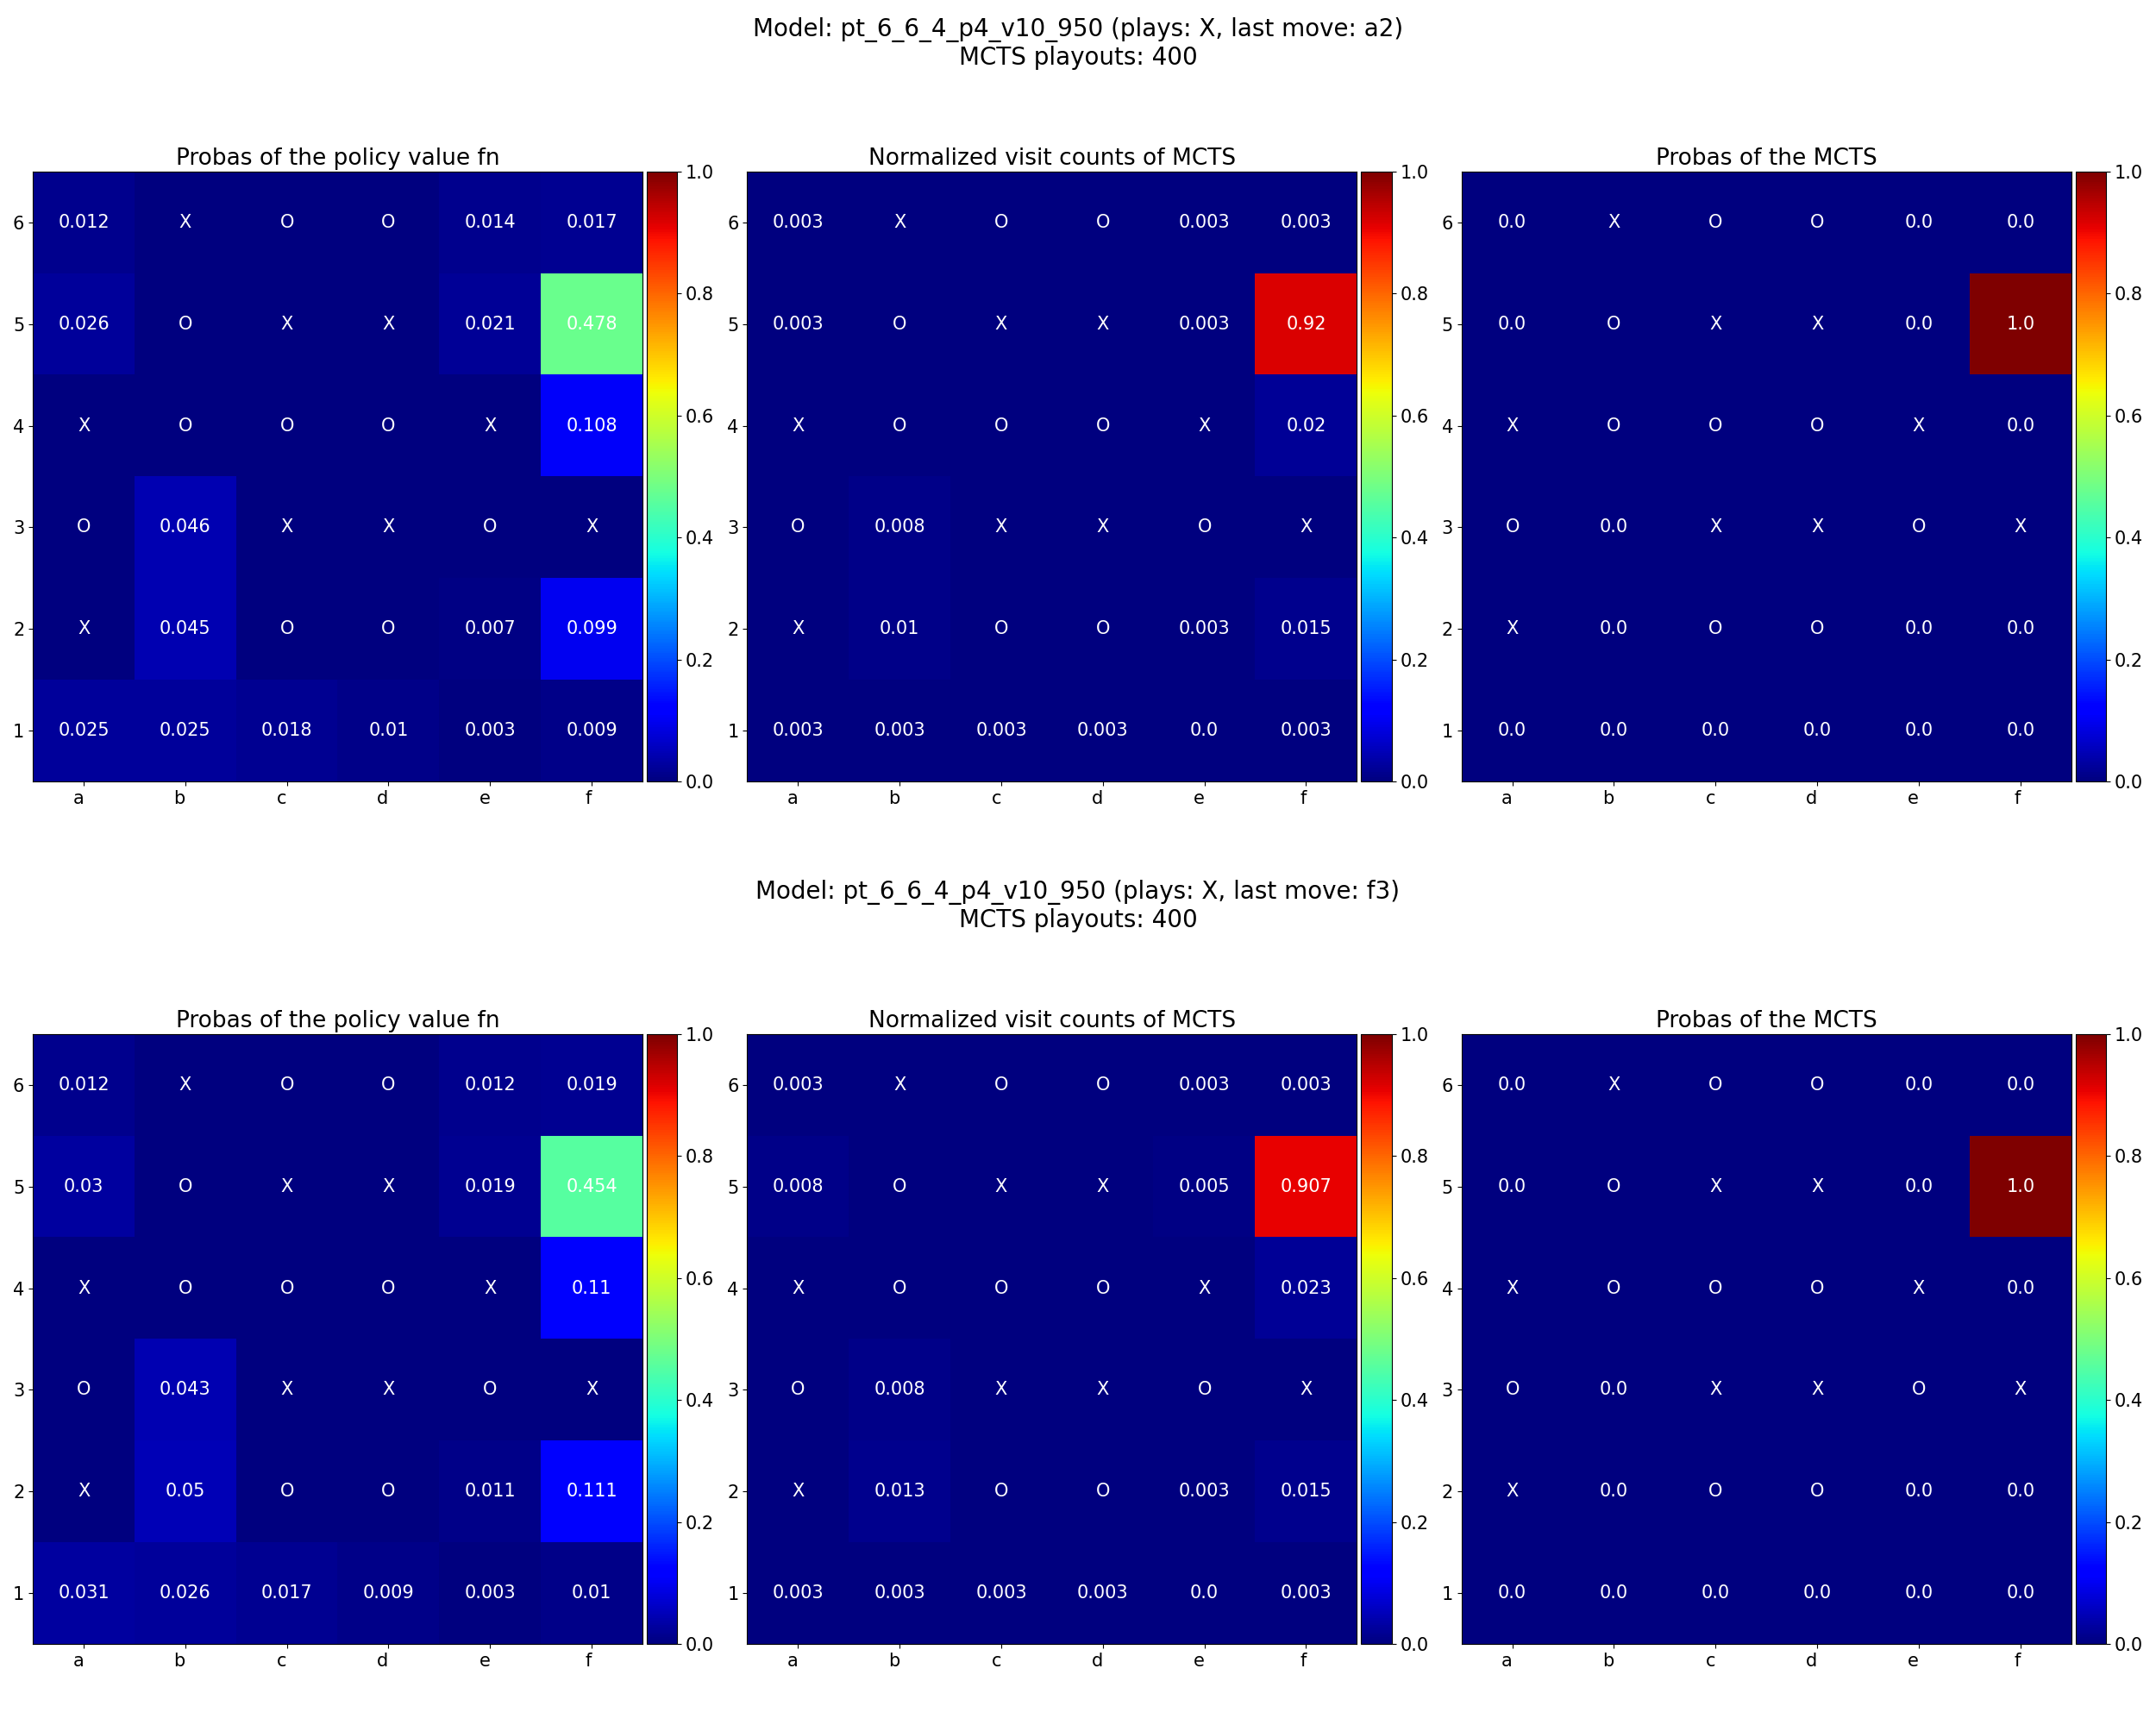 Model: pt_6_6_4_p4_v10_950 (plays: X, last move: a2)
MCTS playouts: 400
Probas of the policy value fn
6 0.012 X O O 0.014 0.017
5 0.026 O X X 0.021 0.478
4 X O O O X 0.108
3 O 0.046 X X O X
2 X 0.045 O O 0.007 0.099
1 0.025 0.025 0.018 0.01 0.003 0.009
a b c d e f
1.0
0.8
0.6
0.4
0.2
0.0
Normalized visit counts of MCTS
6 0.003 X O O 0.003 0.003
5 0.003 O X X 0.003 0.92
4 X O O O X 0.02
3 O 0.008 X X O X
2 X 0.01 O O 0.003 0.015
1 0.003 0.003 0.003 0.003 0.0 0.003
a b c d e f
1.0
0.8
0.6
0.4
0.2
0.0
Probas of the MCTS
6 0.0 X O O 0.0 0.0
5 0.0 O X X 0.0 1.0
4 X O O O X 0.0
3 O 0.0 X X O X
2 X 0.0 O O 0.0 0.0
1 0.0 0.0 0.0 0.0 0.0 0.0
a b c d e f
1.0
0.8
0.6
0.4
0.2
0.0
Model: pt_6_6_4_p4_v10_950 (plays: X, last move: f3)
MCTS playouts: 400
Probas of the policy value fn
6 0.012 X O O 0.012 0.019
5 0.03 O X X 0.019 0.454
4 X O O O X 0.11
3 O 0.043 X X O X
2 X 0.05 O O 0.011 0.111
1 0.031 0.026 0.017 0.009 0.003 0.01
a b c d e f
1.0
0.8
0.6
0.4
0.2
0.0
Normalized visit counts of MCTS
6 0.003 X O O 0.003 0.003
5 0.008 O X X 0.005 0.907
4 X O O O X 0.023
3 O 0.008 X X O X
2 X 0.013 O O 0.003 0.015
1 0.003 0.003 0.003 0.003 0.0 0.003
a b c d e f
1.0
0.8
0.6
0.4
0.2
0.0
Probas of the MCTS
6 0.0 X O O 0.0 0.0
5 0.0 O X X 0.0 1.0
4 X O O O X 0.0
3 O 0.0 X X O X
2 X 0.0 O O 0.0 0.0
1 0.0 0.0 0.0 0.0 0.0 0.0
a b c d e f
1.0
0.8
0.6
0.4
0.2
0.0